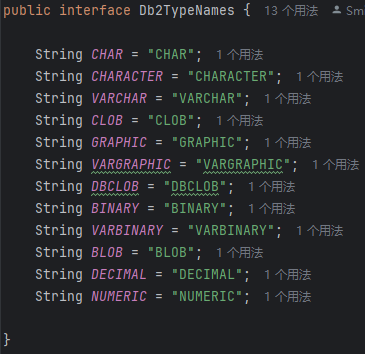 public interface Db2TypeNames { 13 个用法 Sm
String CHAR = "CHAR"; 1 个用法
String CHARACTER = "CHARACTER"; 1 个用法
String VARCHAR = "VARCHAR"; 1 个用法
String CLOB = "CLOB"; 1 个用法
String GRAPHIC = "GRAPHIC"; 1 个用法
String VARGRAPHIC = "VARGRAPHIC"; 1 个用法
String DBCLOB = "DBCLOB"; 1 个用法
String BINARY = "BINARY"; 1 个用法
String VARBINARY = "VARBINARY"; 1 个用法
String BLOB = "BLOB"; 1 个用法
String DECIMAL = "DECIMAL"; 1 个用法
String NUMERIC = "NUMERIC"; 1 个用法
}